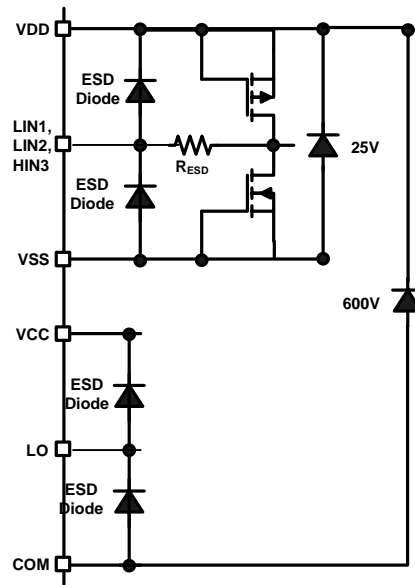 VDD
ESD
Diode
LIN1,
LIN2,
HIN3
RESD
25V
ESD
Diode
VSS
600V
VCC
ESD
Diode
LO
ESD
Diode
COM